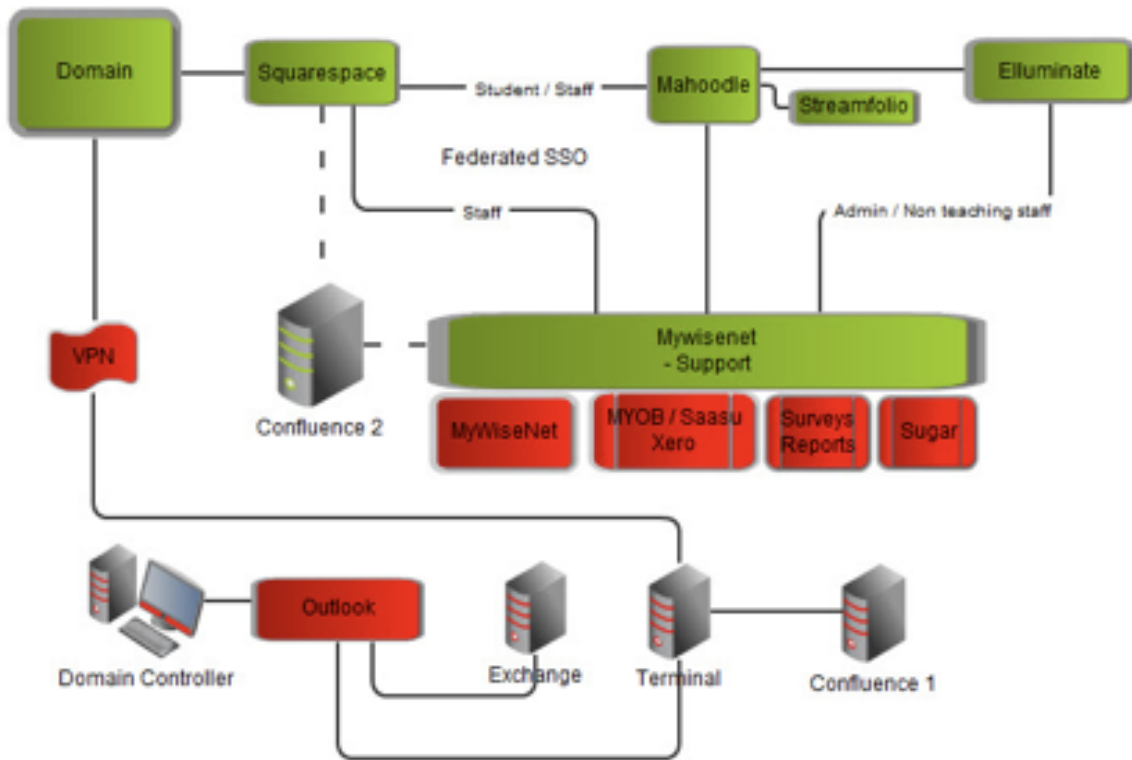 Domain
Squarespace
Student / Staff
Mahoodle
Elluminate
Streamfolio
Federated SSO
Staff
Admin / Non teaching staff
VPN
Confluence 2
Mywisenet
- Support
MyWiseNet
MYOB / Saasu
Xero
Surveys
Reports
Sugar
Domain Controller
Outlook
Exchange
Terminal
Confluence 1